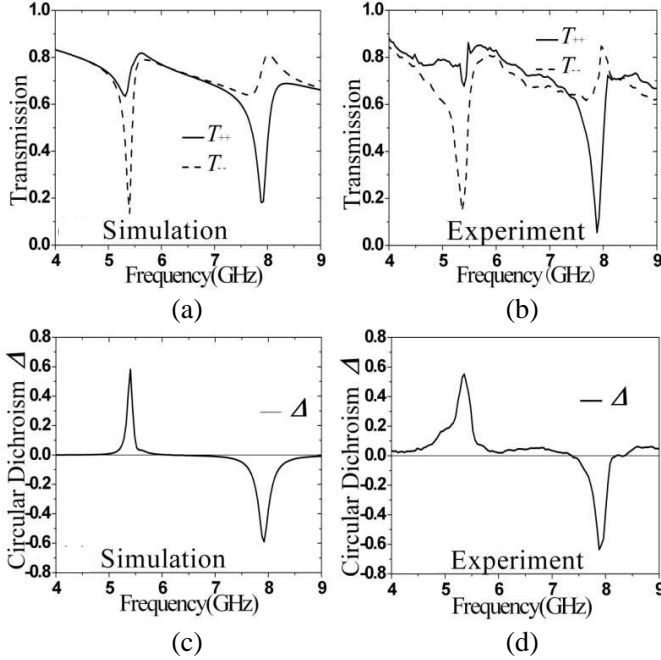 1.0
0.8
0.6
0.4
0.2
0.0
Transmission
T++
T--
Simulation
4 5 6 7 8 9
Frequency(GHz)
(a)
1.0
0.8
0.6
0.4
0.2
0.0
Transmission
T++
T--
Experiment
4 5 6 7 8 9
Frequency(GHz)
(b)
0.8
0.6
0.4
0.2
0.0
-0.2
-0.4
-0.6
-0.8
Circular Dichroism Δ
Δ
Simulation
4 5 6 7 8 9
Frequency(GHz)
(c)
0.8
0.6
0.4
0.2
0.0
-0.2
-0.4
-0.6
-0.8
Circular Dichroism Δ
Δ
Experiment
4 5 6 7 8 9
Frequency(GHz)
(d)